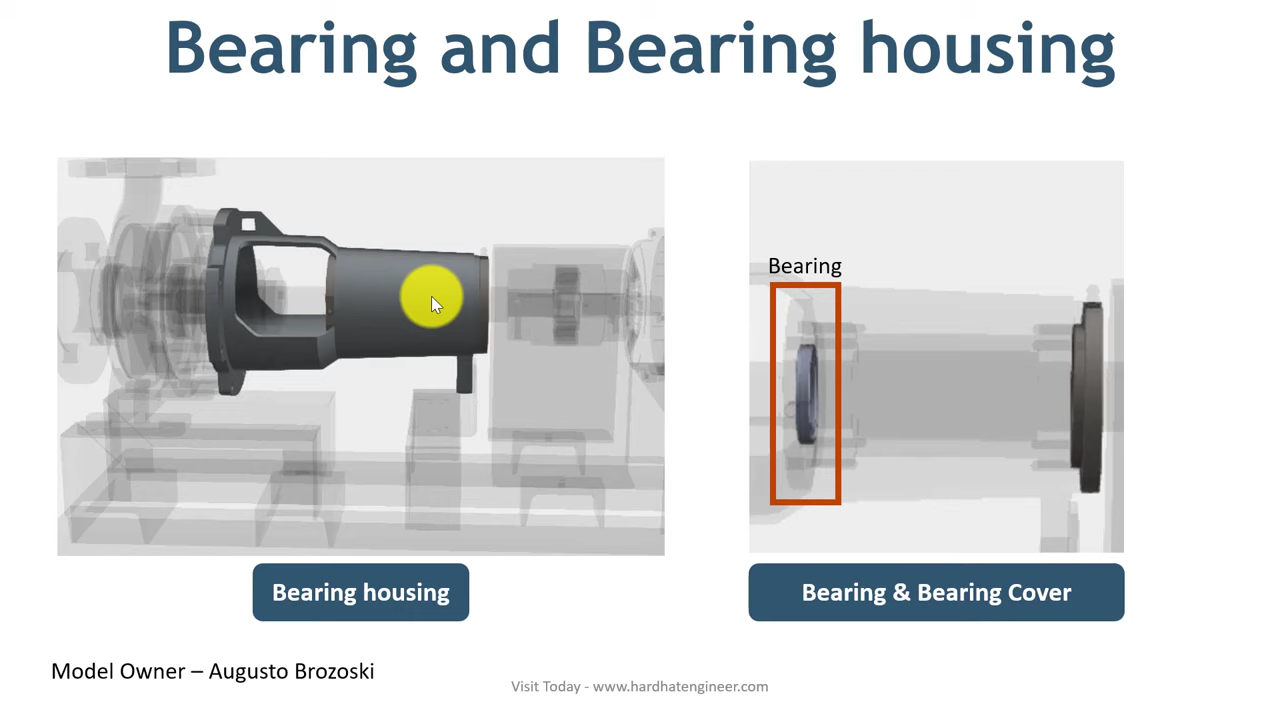 Bearing and Bearing housing
Bearing
Bearing housing
Bearing & Bearing Cover
Model Owner – Augusto Brozoski
Visit Today - www.hardhatengineer.com